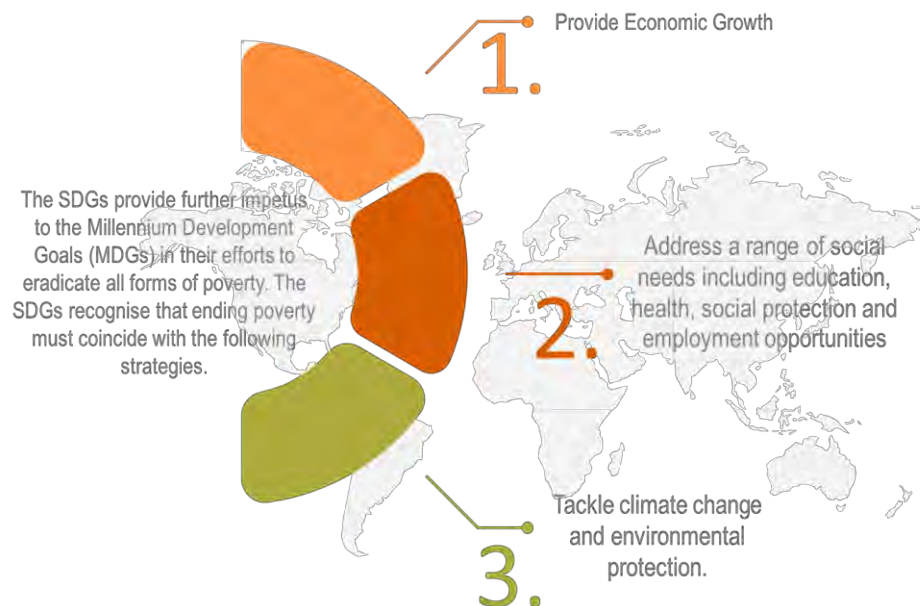 Provide Economic Growth
1.
The SDGs provide further impetus
to the Millennium Development
Goals (MDGs) in their efforts to
eradicate all forms of poverty. The
SDGs recognise that ending poverty
must coincide with the following
strategies.
Address a range of social
needs including education,
health, social protection and
employment opportunities
2.
Tackle climate change
and environmental
protection.
3.